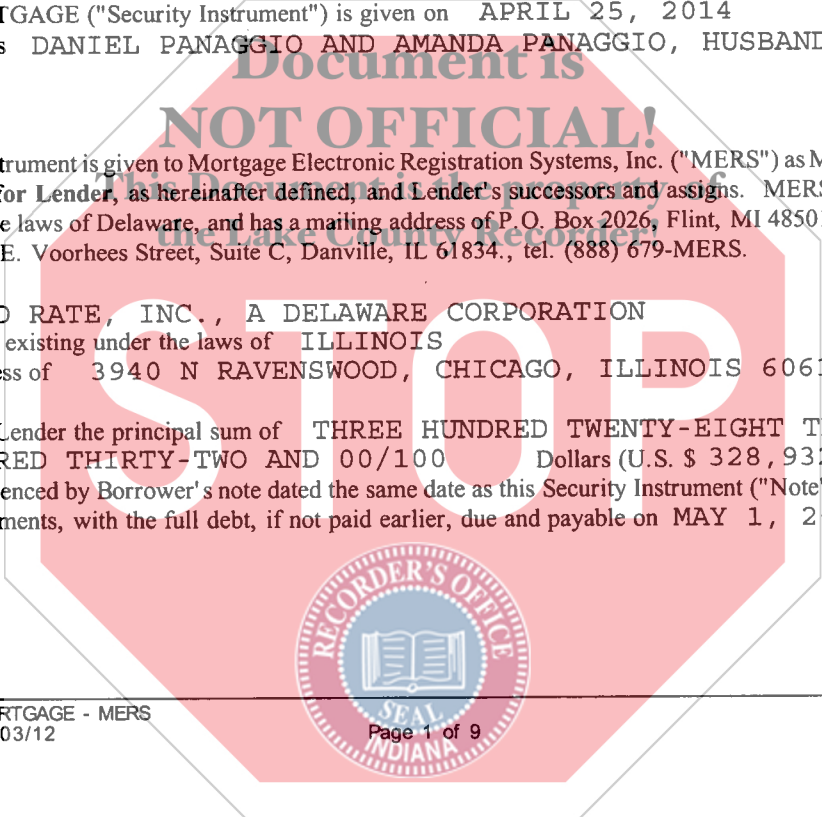 TGAGE ("Security Instrument") is given on APRIL 25, 2014
s DANIEL PANAGGIO AND AMANDA PANAGGIO, HUSBAND
Document is
NOT OFFICIAL!
trument is given to Mortgage Electronic Registration Systems, Inc. ("MERS") as M
for Lender, as hereinafter defined, and Lender's successors and assigns. MERS
This Document is the property of
e laws of Delaware, and has a mailing address of P.O. Box 2026, Flint, MI 4850
the Lake County Recorder!
E. Voorhees Street, Suite C, Danville, IL 61834., tel. (888) 679-MERS.
D RATE, INC., A DELAWARE CORPORATION
existing under the laws of ILLINOIS
ess of 3940 N RAVENSWOOD, CHICAGO, ILLINOIS 6061
STOP
Lender the principal sum of THREE HUNDRED TWENTY-EIGHT T
RED THIRTY-TWO AND 00/100 Dollars (U.S. $ 328,932
enced by Borrower's note dated the same date as this Security Instrument ("Note"
ments, with the full debt, if not paid earlier, due and payable on MAY 1, 2
RECORDER'S OFFICE
SEAL
INDIANA
RTGAGE - MERS
03/12
Page 1 of 9